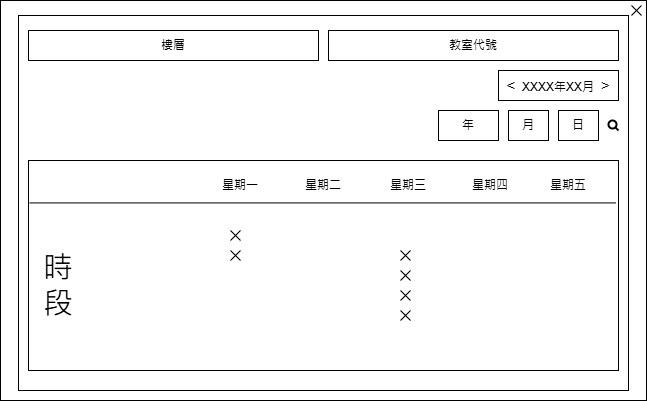 樓層 教室代號
< XXXX年XX月 >
年 月 日
星期一 星期二 星期三 星期四 星期五
時
段